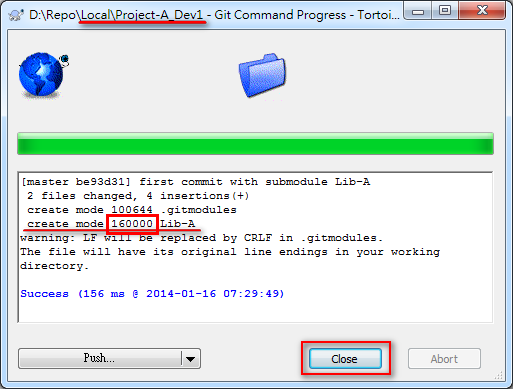 D:\Repo\Local\Project-A_Dev1 - Git Command Progress - Tortoi...
[master be93d31] first commit with submodule Lib-A
2 files changed, 4 insertions(+)
create mode 100644 .gitmodules
create mode 160000 Lib-A
warning: LF will be replaced by CRLF in .gitmodules.
The file will have its original line endings in your working
directory.
Success (156 ms @ 2014-01-16 07:29:49)
Push...
Close
Abort